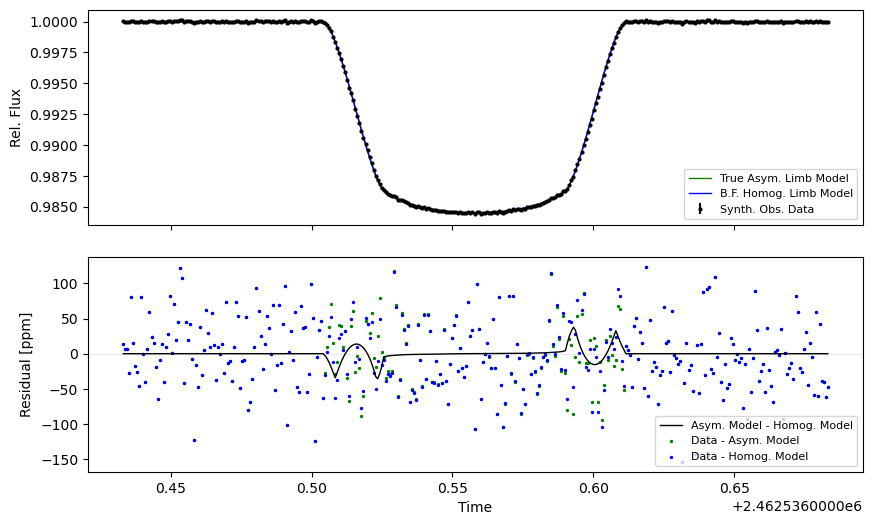 1.0000
0.9975
0.9950
0.9925
0.9900
0.9875
0.9850
Rel. Flux
True Asym. Limb Model
B.F. Homog. Limb Model
Synth. Obs. Data
100
50
0
−50
−100
−150
Residual [ppm]
Asym. Model - Homog. Model
Data - Asym. Model
Data - Homog. Model
0.45
0.50
0.55
0.60
0.65
Time
+2.4625360000e6